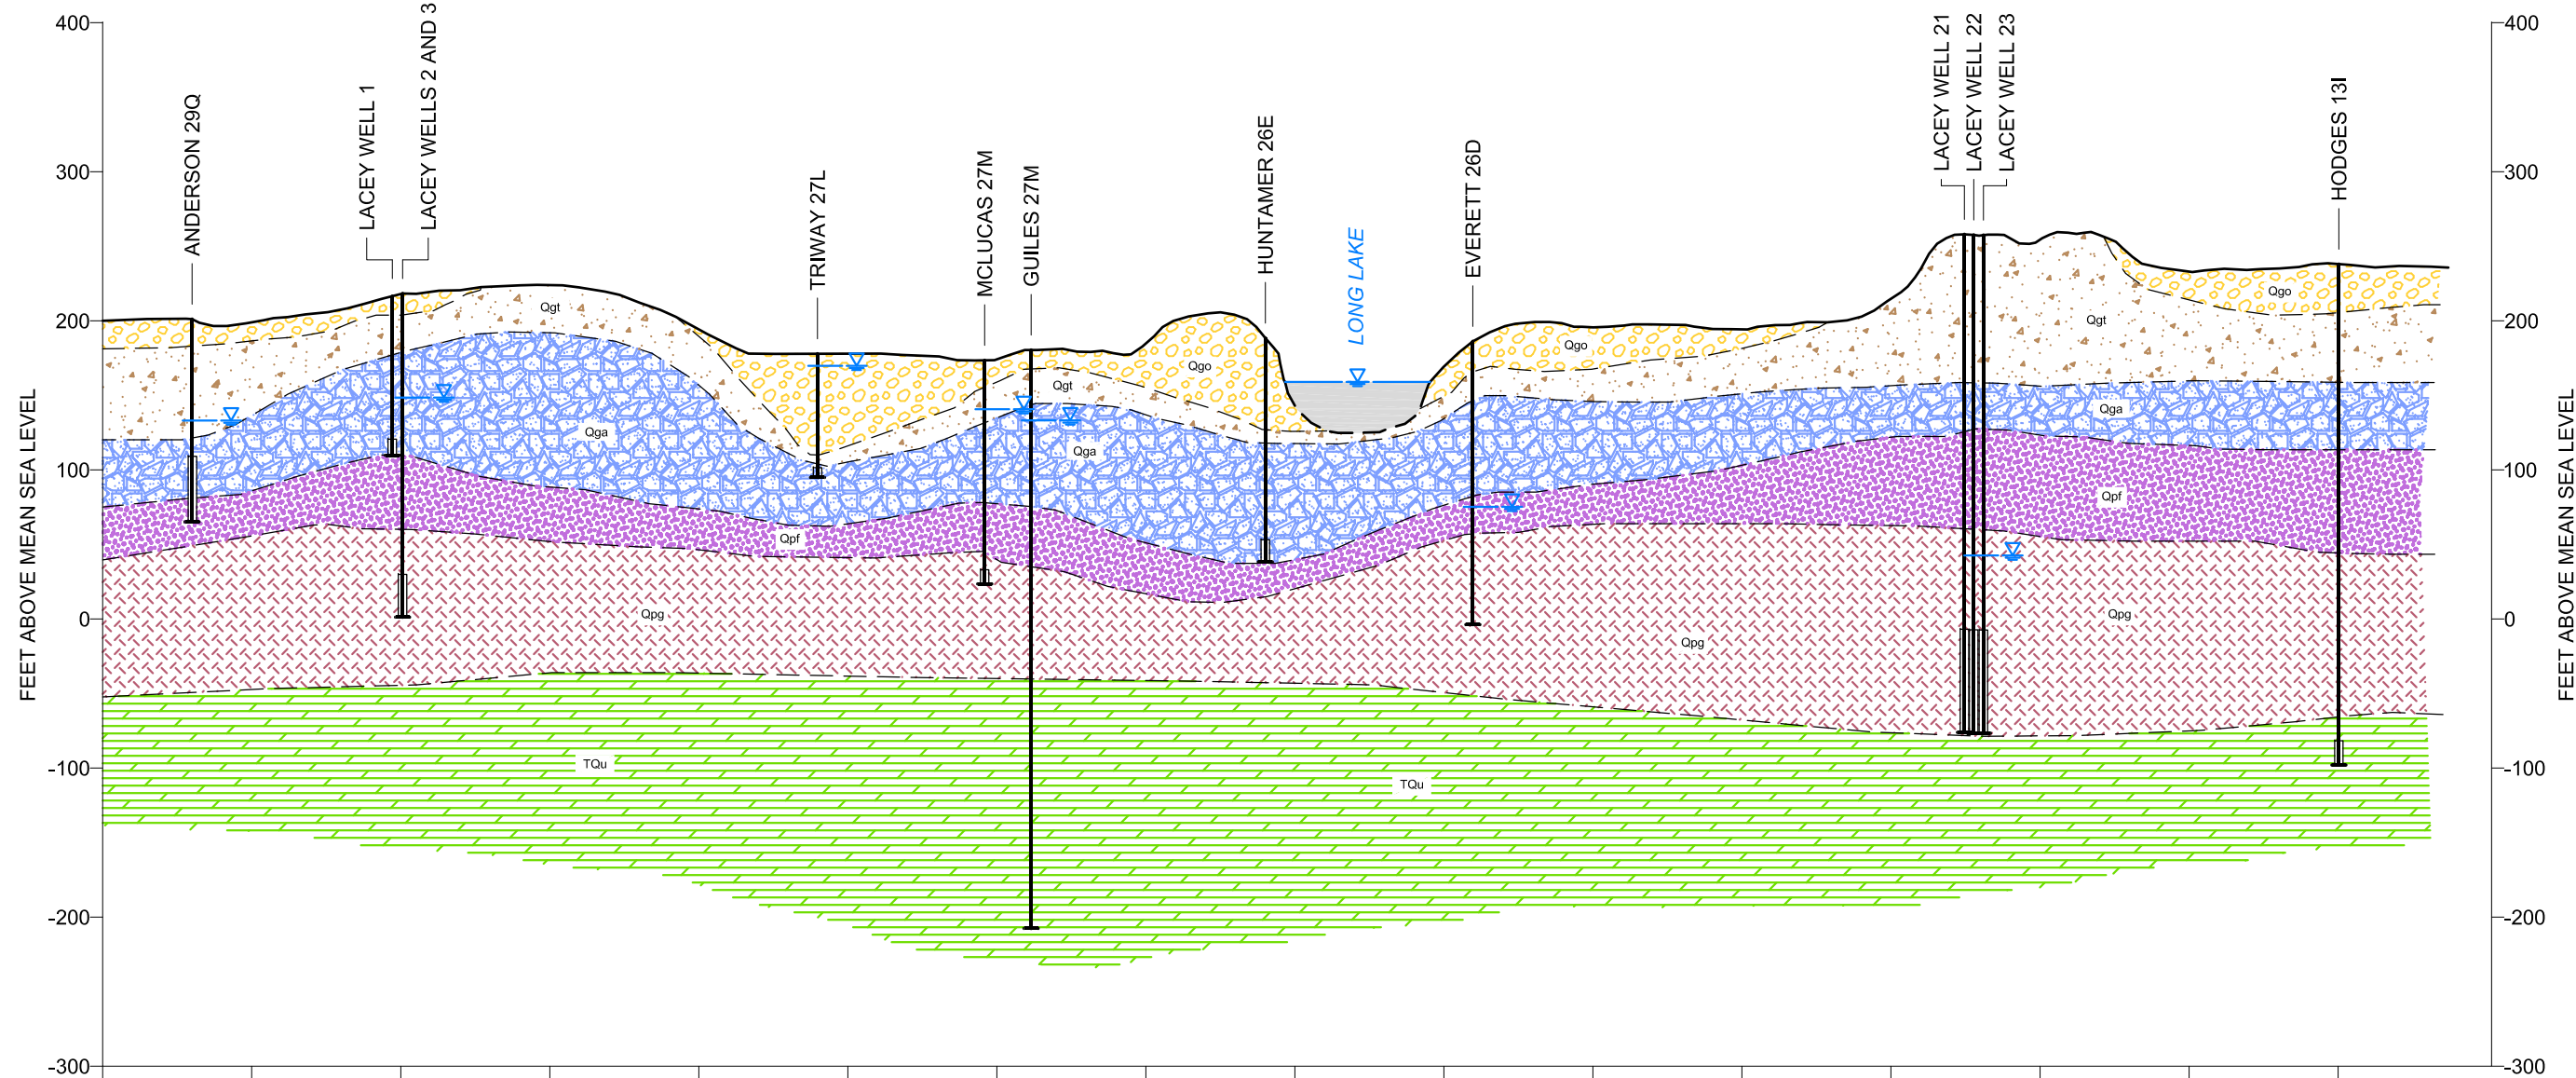 400
300
200
100
0
-100
-200
-300
FEET ABOVE MEAN SEA LEVEL
ANDERSON 29Q
LACEY WELL 1
LACEY WELLS 2 AND 3
TRIWAY 27L
MCLUCAS 27M
GUILES 27M
HUNTAMER 26E
LONG LAKE
EVERETT 26D
LACEY WELL 21
LACEY WELL 22
LACEY WELL 23
HODGES 13I
Qgt
Qga
Qpf
Qpg
TQu
Qgo
Qgt
Qga
Qgo
Qpg
TQu
Qgo
Qgt
Qga
Qpf
Qpg
400
300
200
100
0
-100
-200
-300
FEET ABOVE MEAN SEA LEVEL